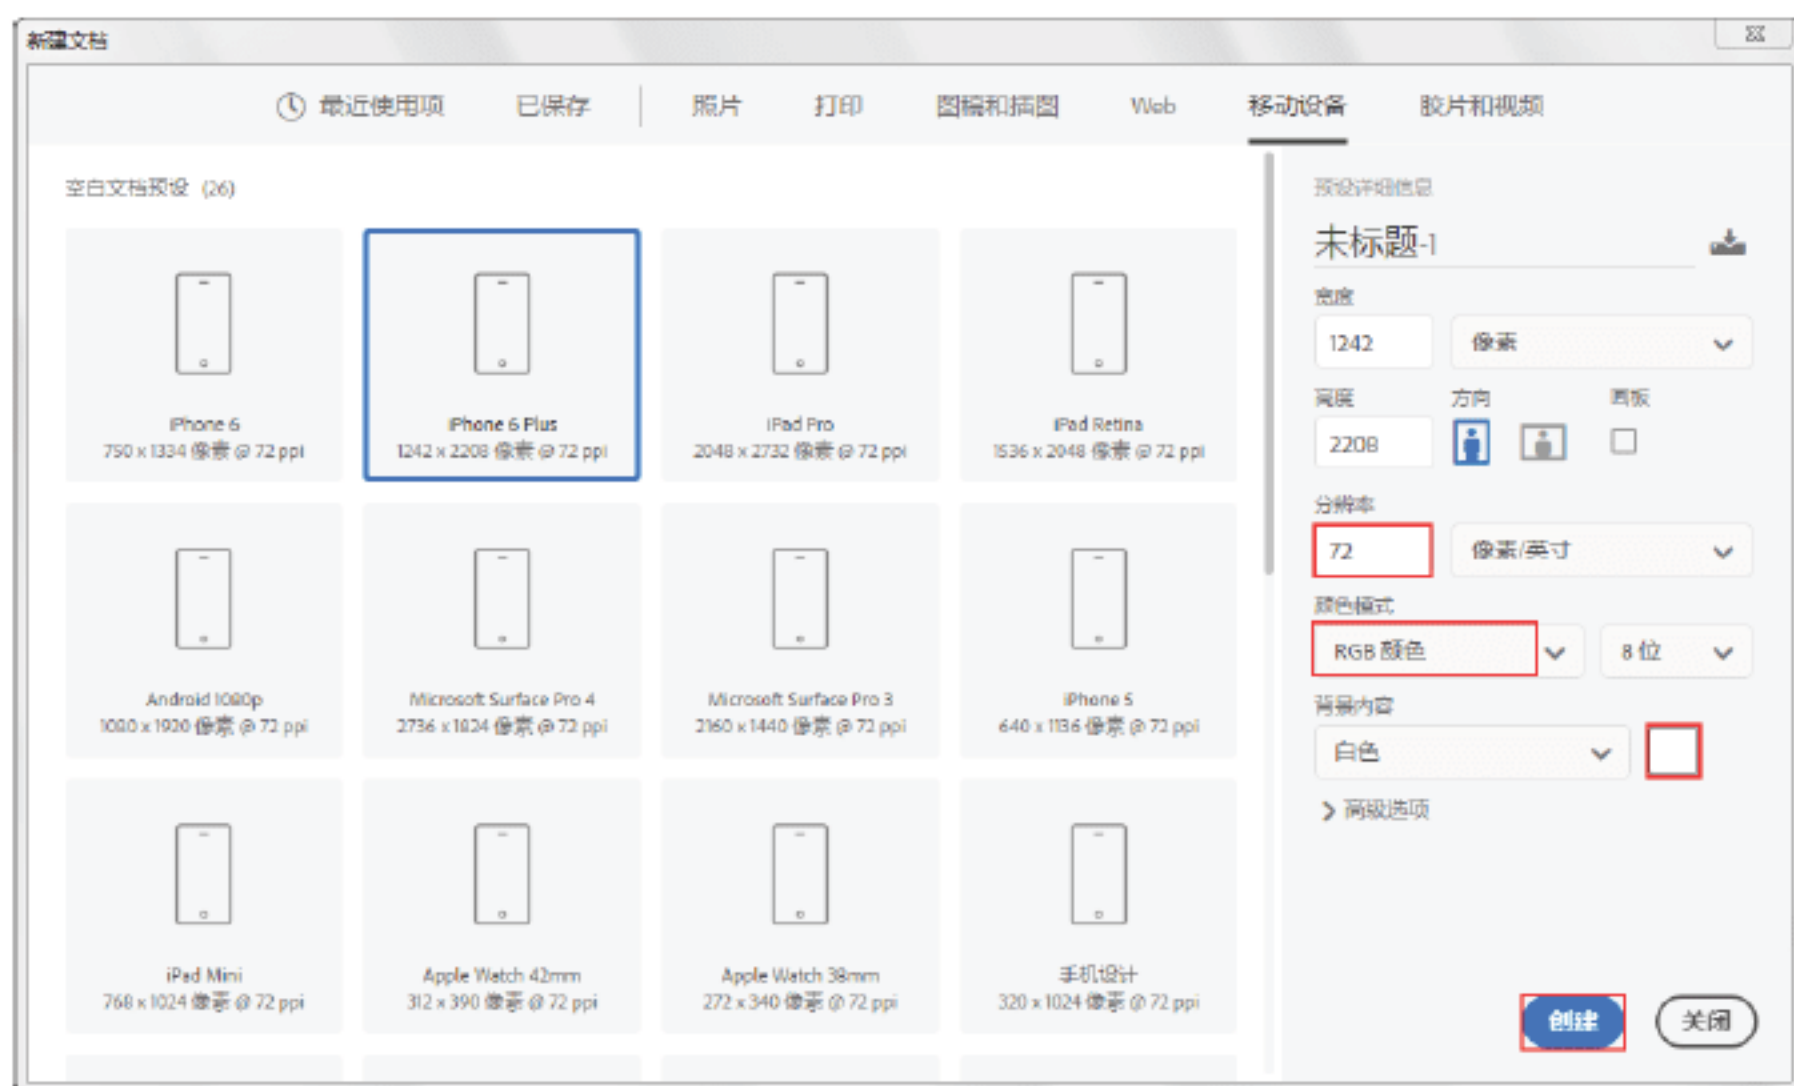 新建文档
最近使用项 已保存 照片 打印 图稿和插图 Web 移动设备 胶片和视频
空白文档预设 (26)
iPhone 6
750 x 1334 像素 @ 72 ppi
iPhone 6 Plus
1242 x 2208 像素 @ 72 ppi
iPad Pro
2048 x 2732 像素 @ 72 ppi
iPad Retina
1536 x 2048 像素 @ 72 ppi
Android 1080p
1080 x 1920 像素 @ 72 ppi
Microsoft Surface Pro 4
2736 x 1824 像素 @ 72 ppi
Microsoft Surface Pro 3
2160 x 1440 像素 @ 72 ppi
iPhone 5
640 x 1136 像素 @ 72 ppi
iPad Mini
768 x 1024 像素 @ 72 ppi
Apple Watch 42mm
312 x 390 像素 @ 72 ppi
Apple Watch 38mm
272 x 340 像素 @ 72 ppi
手机设计
320 x 1024 像素 @ 72 ppi
预设详细信息
未标题-1
宽度
1242 像素
高度 方向 画板
2208
分辨率
72 像素/英寸
颜色模式
RGB 颜色 8 位
背景内容
白色
高级选项
创建 关闭